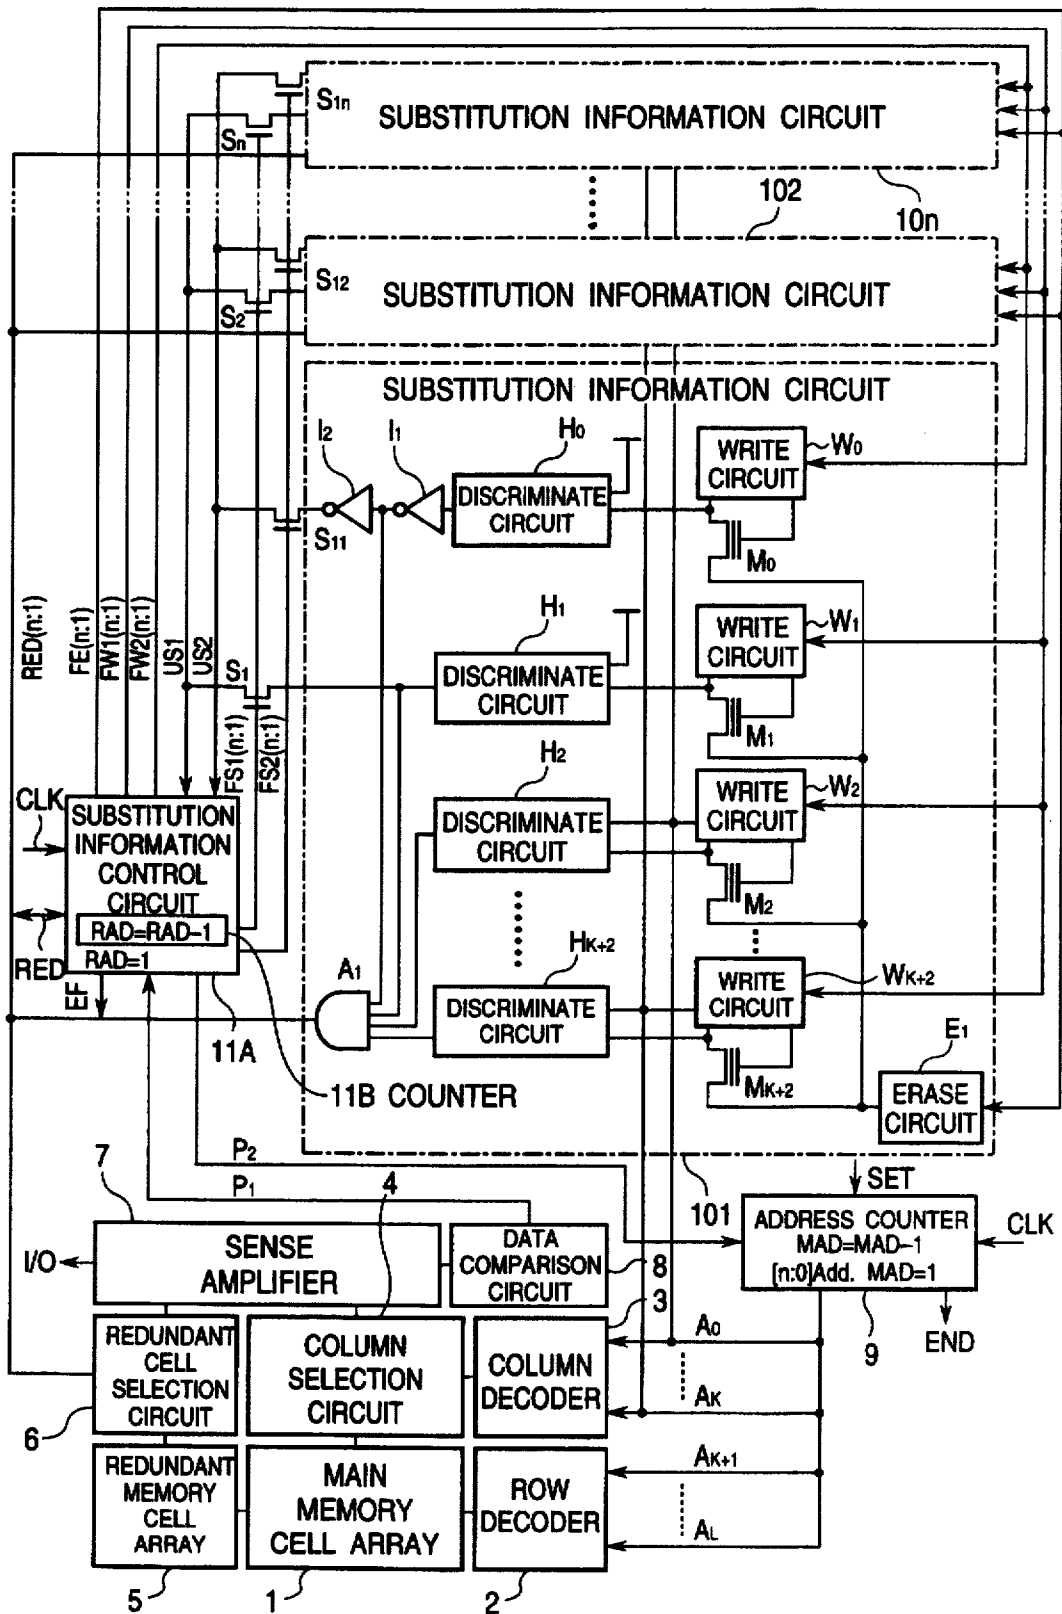 S1n
SUBSTITUTION INFORMATION CIRCUIT
Sn
102
10n
S12
SUBSTITUTION INFORMATION CIRCUIT
S2
SUBSTITUTION INFORMATION CIRCUIT
I2
I1
H0
WRITE
CIRCUIT
W0
DISCRIMINATE
CIRCUIT
S11
M0
RED(n:1)
FE(n:1)
FW1(n:1)
FW2(n:1)
US1
US2
H1
WRITE
CIRCUIT
W1
S1
DISCRIMINATE
CIRCUIT
M1
FS1(n:1)
FS2(n:1)
H2
WRITE
CIRCUIT
W2
CLK
SUBSTITUTION
INFORMATION
CONTROL
CIRCUIT
RAD=RAD-1
RAD=1
DISCRIMINATE
CIRCUIT
M2
RED
EF
HK+2
A1
WRITE
CIRCUIT
WK+2
DISCRIMINATE
CIRCUIT
11A
MK+2
E1
11B COUNTER
ERASE
CIRCUIT
P2
7
P1
4
101
SET
I/O
SENSE
AMPLIFIER
DATA
COMPARISON
CIRCUIT
8
ADDRESS COUNTER
MAD=MAD-1
[n:0]Add. MAD=1
CLK
3
9
END
REDUNDANT
CELL
SELECTION
CIRCUIT
COLUMN
SELECTION
CIRCUIT
COLUMN
DECODER
A0
AK
6
REDUNDANT
MEMORY
CELL
ARRAY
MAIN
MEMORY
CELL ARRAY
ROW
DECODER
AK+1
AL
5
1
2